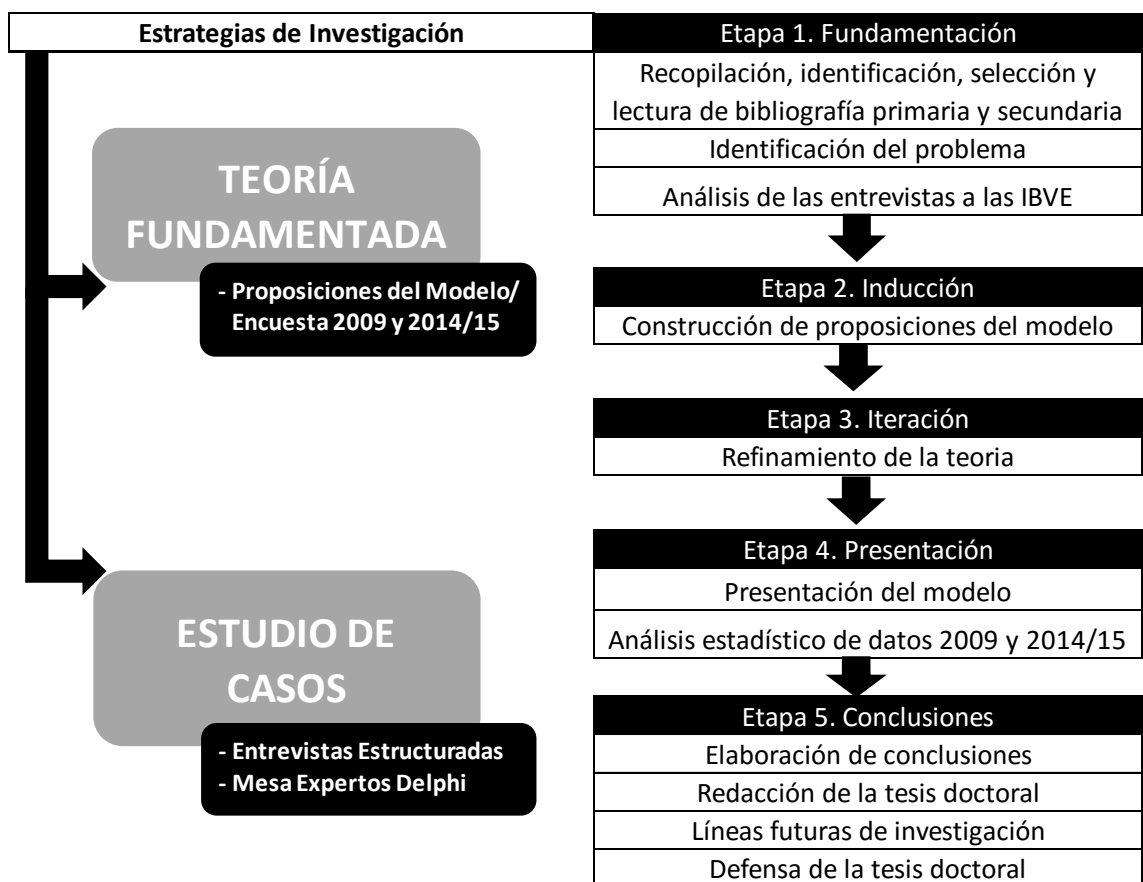 Estrategias de Investigación
TEORÍA
FUNDAMENTADA
- Proposiciones del Modelo/
Encuesta 2009 y 2014/15
ESTUDIO DE
CASOS
- Entrevistas Estructuradas
- Mesa Expertos Delphi
Etapa 1. Fundamentación
Recopilación, identificación, selección y
lectura de bibliografía primaria y secundaria
Identificación del problema
Análisis de las entrevistas a las IBVE
Etapa 2. Inducción
Construcción de proposiciones del modelo
Etapa 3. Iteración
Refinamiento de la teoria
Etapa 4. Presentación
Presentación del modelo
Análisis estadístico de datos 2009 y 2014/15
Etapa 5. Conclusiones
Elaboración de conclusiones
Redacción de la tesis doctoral
Líneas futuras de investigación
Defensa de la tesis doctoral